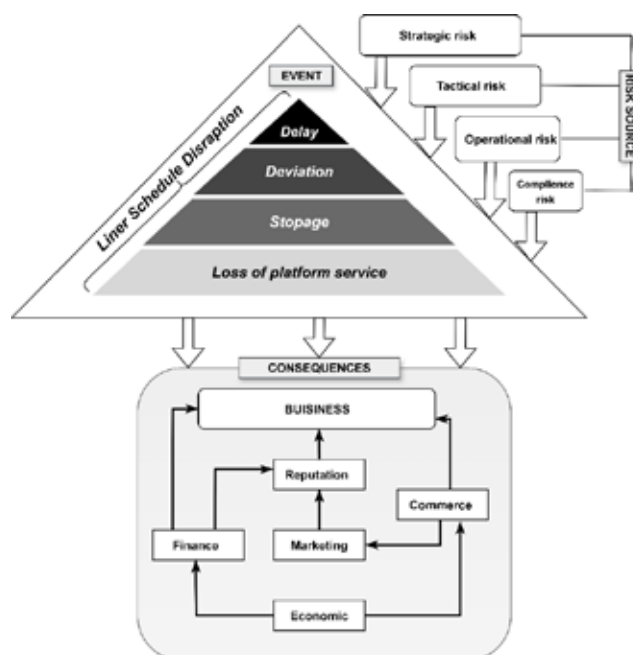 Strategic risk
EVENT
Tactical risk
RISK SOURCE
Delay
Operational risk
Liner Schedule Disraption
Deviation
Complience
risk
Stopage
Loss of platform service
CONSEQUENCES
BUISINESS
Reputation
Commerce
Finance
Marketing
Economic